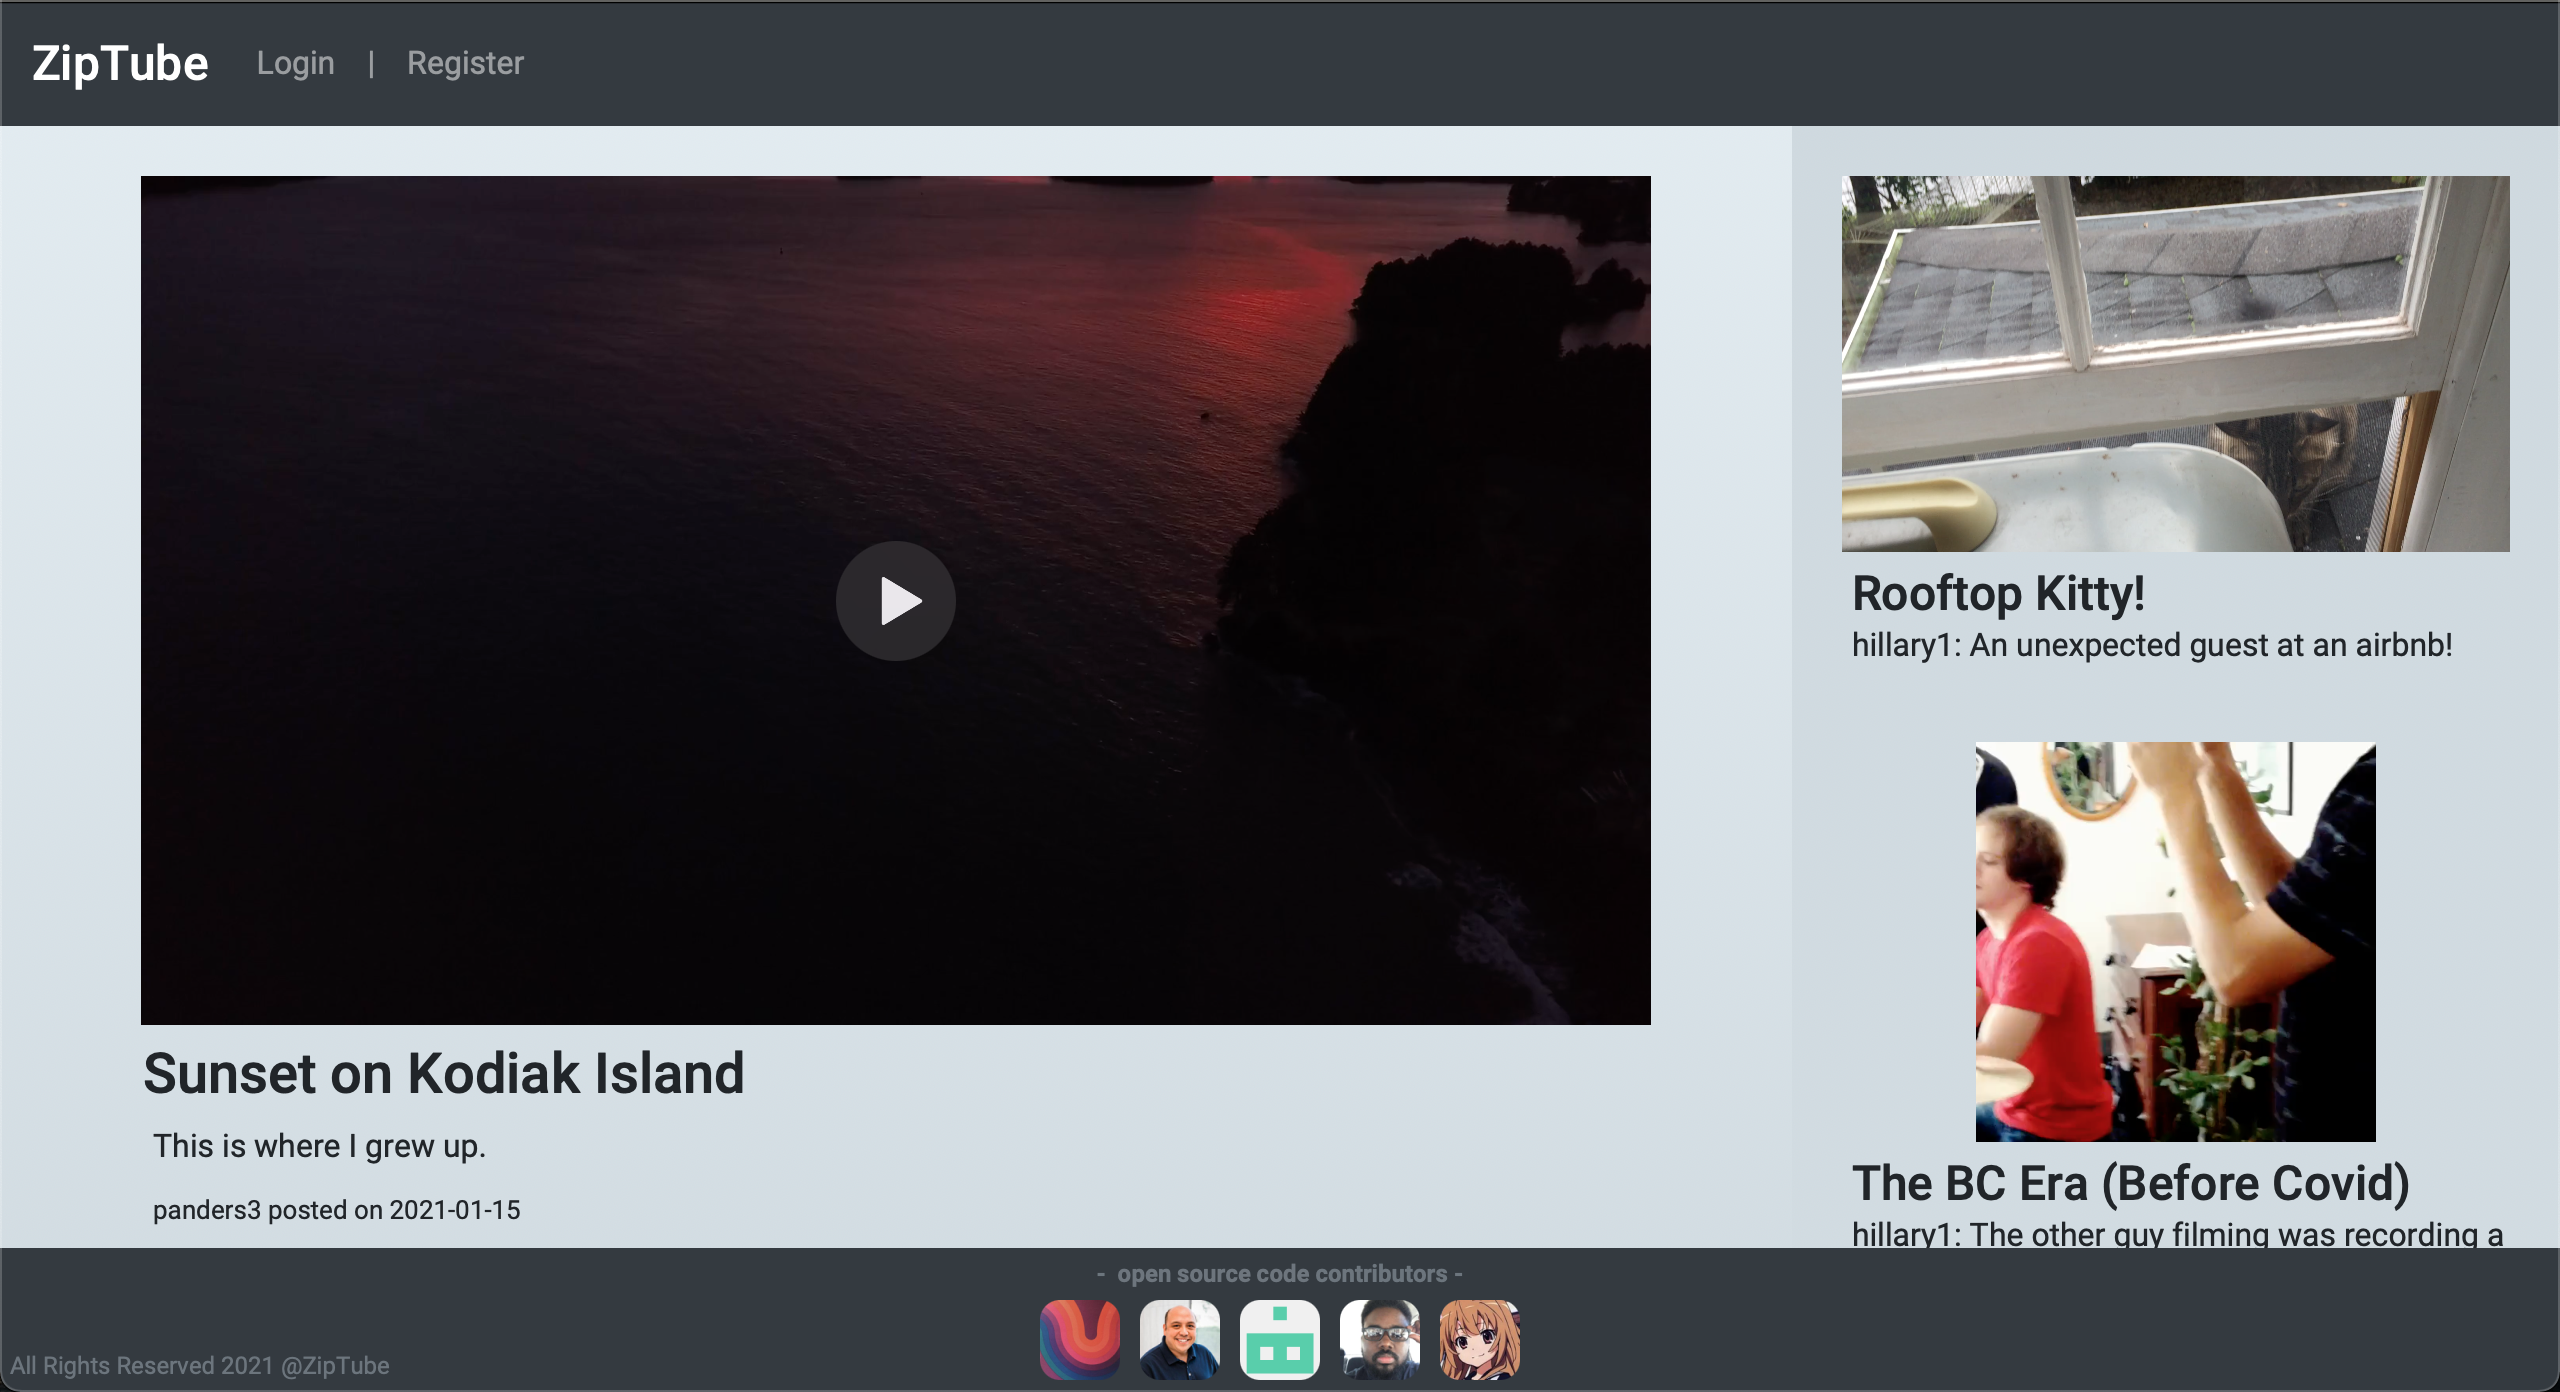 ZipTube Login | Register
Sunset on Kodiak Island
This is where I grew up.
panders3 posted on 2021-01-15
Rooftop Kitty!
hillary1: An unexpected guest at an airbnb!
The BC Era (Before Covid)
hillary1: The other guy filming was recording a
- open source code contributors -
All Rights Reserved 2021 @ZipTube